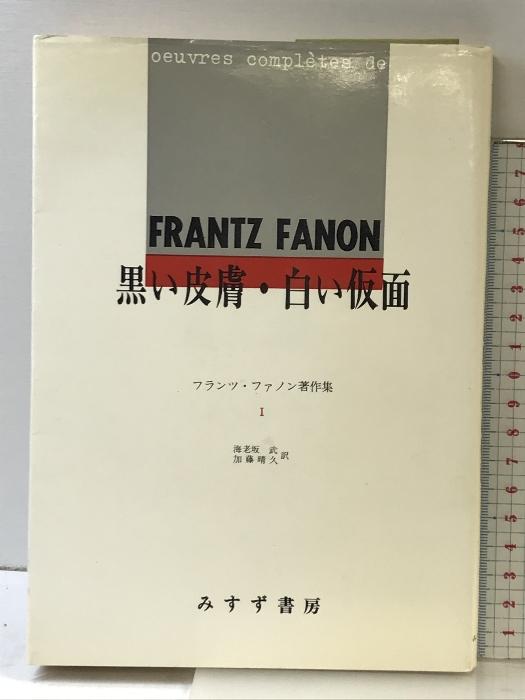 oeuvres complètes de
FRANTZ FANON
黒い皮膚・白い仮面
フランツ・ファノン著作集
I
海老坂 武
加藤晴久 訳
みすず書房